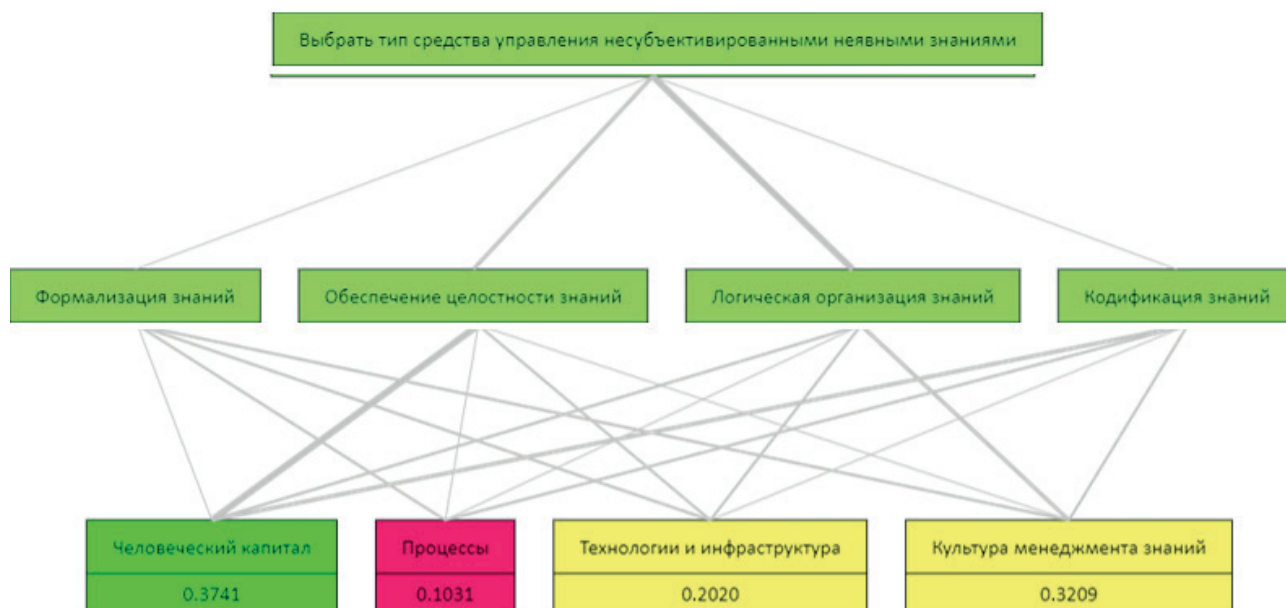 Выбрать тип средства управления несубъективированными неявными знаниями
Формализация знаний
Обеспечение целостности знаний
Логическая организация знаний
Кодификация знаний
Человеческий капитал
Процессы
Технологии и инфраструктура
Культура менеджмента знаний
0.3741
0.1031
0.2020
0.3209